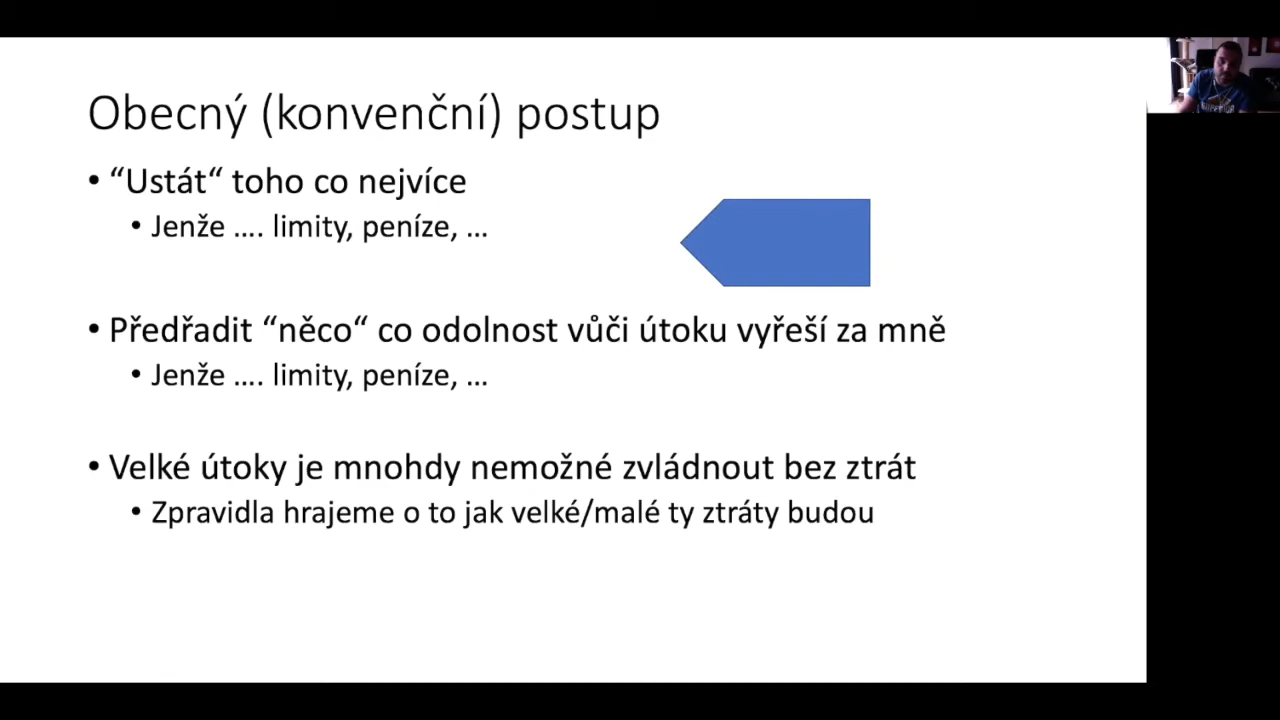 Obecný (konvenční) postup
• “Ustát“ toho co nejvíce
• Jenže …. limity, peníze, …
• Předřadit “něco“ co odolnost vůči útoku vyřeší za mně
• Jenže …. limity, peníze, …
• Velké útoky je mnohdy nemožné zvládnout bez ztrát
• Zpravidla hrajeme o to jak velké/malé ty ztráty budou